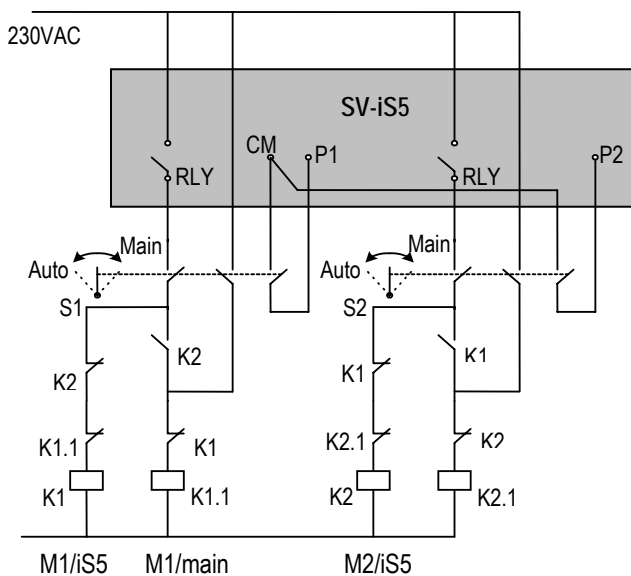 230VAC
SV-iS5
CM
P1
P2
RLY
RLY
Main
Auto
S1
Main
Auto
S2
K2
K1
K2
K1
K1.1
K1
K2.1
K2
K1
K1.1
K2
K2.1
M1/iS5
M1/main
M2/iS5